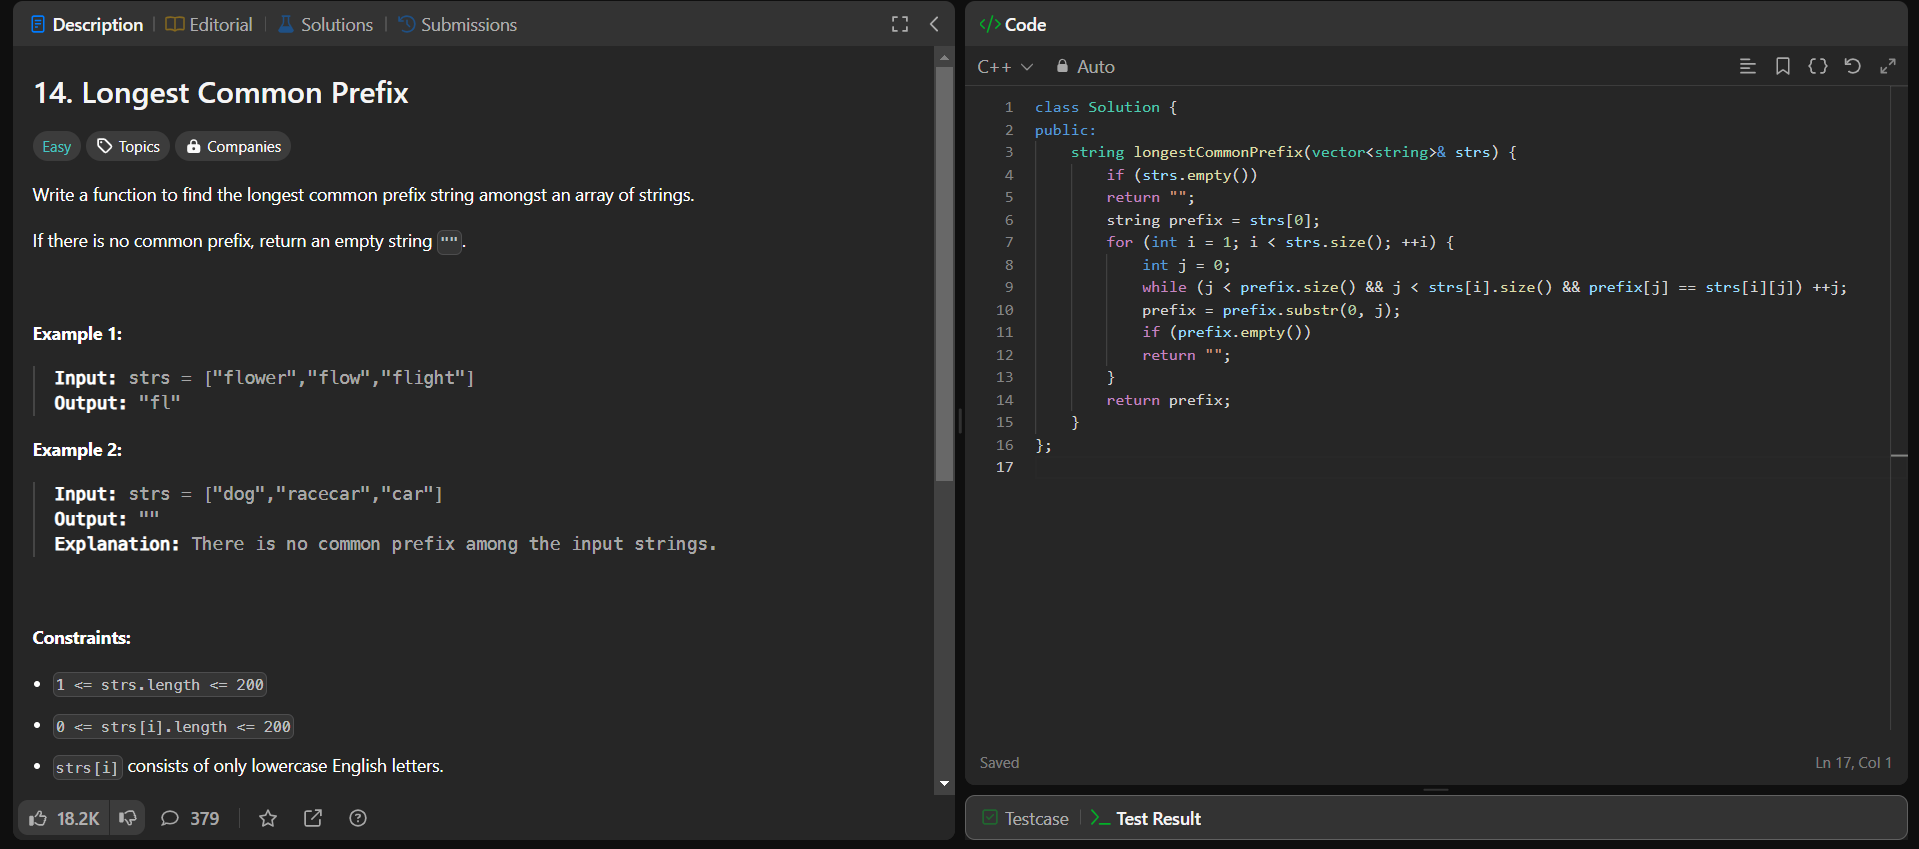 Description
Editorial
Solutions
Submissions
14. Longest Common Prefix
Easy
Topics
Companies
Write a function to find the longest common prefix string amongst an array of strings.
If there is no common prefix, return an empty string "".
Example 1:
Input: strs = ["flower","flow","flight"]
Output: "fl"
Example 2:
Input: strs = ["dog","racecar","car"]
Output: ""
Explanation: There is no common prefix among the input strings.
Constraints:
• 1 <= strs.length <= 200
• 0 <= strs[i].length <= 200
• strs[i] consists of only lowercase English letters.
18.2K
379
</> Code
C++
Auto
1 class Solution {
2 public:
3     string longestCommonPrefix(vector<string>& strs) {
4         if (strs.empty())
5         return "";
6         string prefix = strs[0];
7         for (int i = 1; i < strs.size(); ++i) {
8             int j = 0;
9             while (j < prefix.size() && j < strs[i].size() && prefix[j] == strs[i][j]) ++j;
10             prefix = prefix.substr(0, j);
11             if (prefix.empty())
12             return "";
13         }
14         return prefix;
15     }
16 };
17
Saved
Ln 17, Col 1
Testcase
Test Result